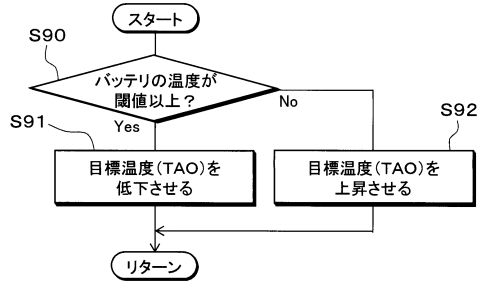 スタート
S90
バッテリの温度が
閾値以上？
No
Yes
S91
S92
目標温度(TAO)を
低下させる
目標温度(TAO)を
上昇させる
リターン